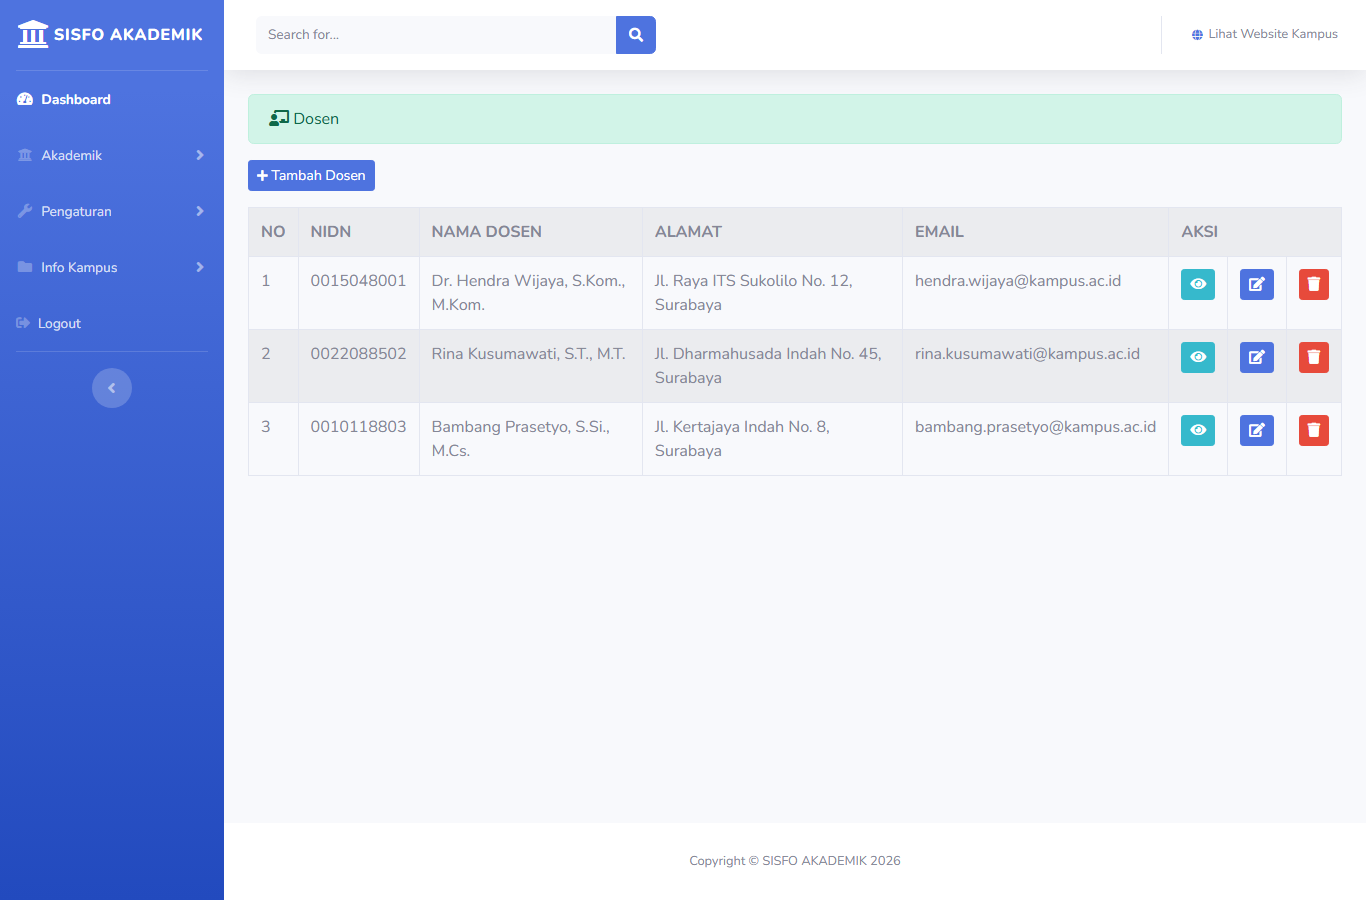 SISFO AKADEMIK
Search for...
Lihat Website Kampus
Dashboard
Akademik
Pengaturan
Info Kampus
Logout
Dosen
Tambah Dosen
NO NIDN NAMA DOSEN ALAMAT EMAIL AKSI
1 0015048001 Dr. Hendra Wijaya, S.Kom., Jl. Raya ITS Sukolilo No. 12, hendra.wijaya@kampus.ac.id
M.Kom. Surabaya
2 0022088502 Rina Kusumawati, S.T., M.T. Jl. Dharmahusada Indah No. 45, rina.kusumawati@kampus.ac.id
Surabaya
3 0010118803 Bambang Prasetyo, S.Si., Jl. Kertajaya Indah No. 8, bambang.prasetyo@kampus.ac.id
M.Cs. Surabaya
Copyright © SISFO AKADEMIK 2026